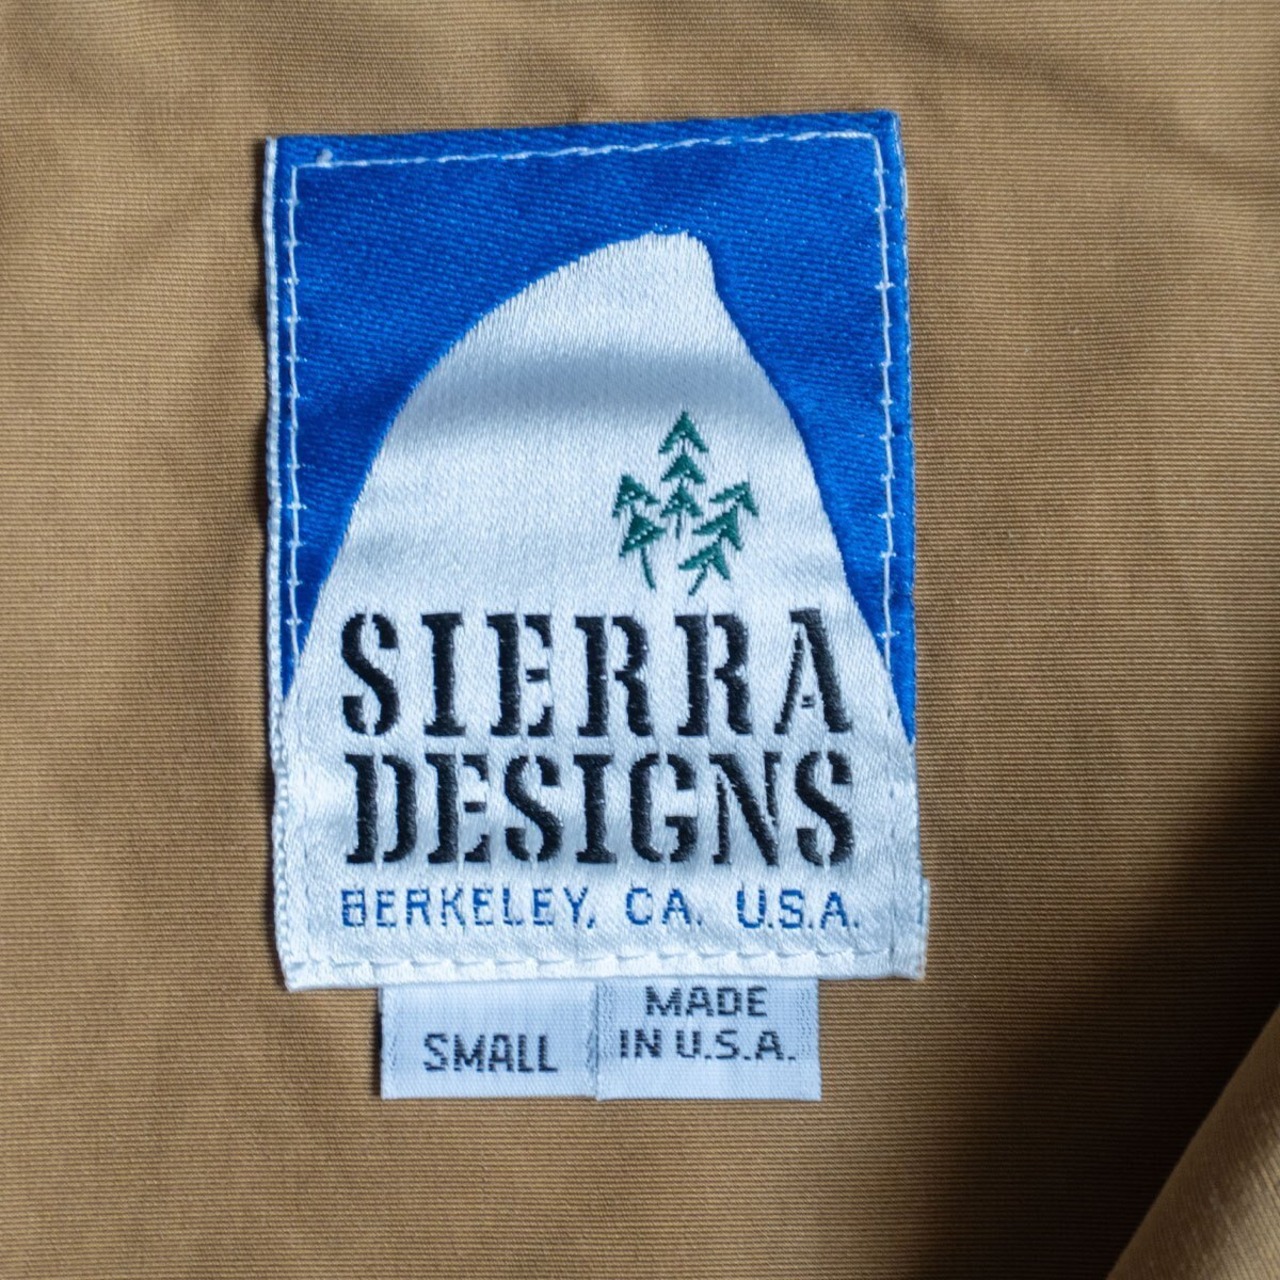 SIERRA
DESIGNS
BERKELEY, CA. U.S.A.
SMALL
MADE
IN U.S.A.